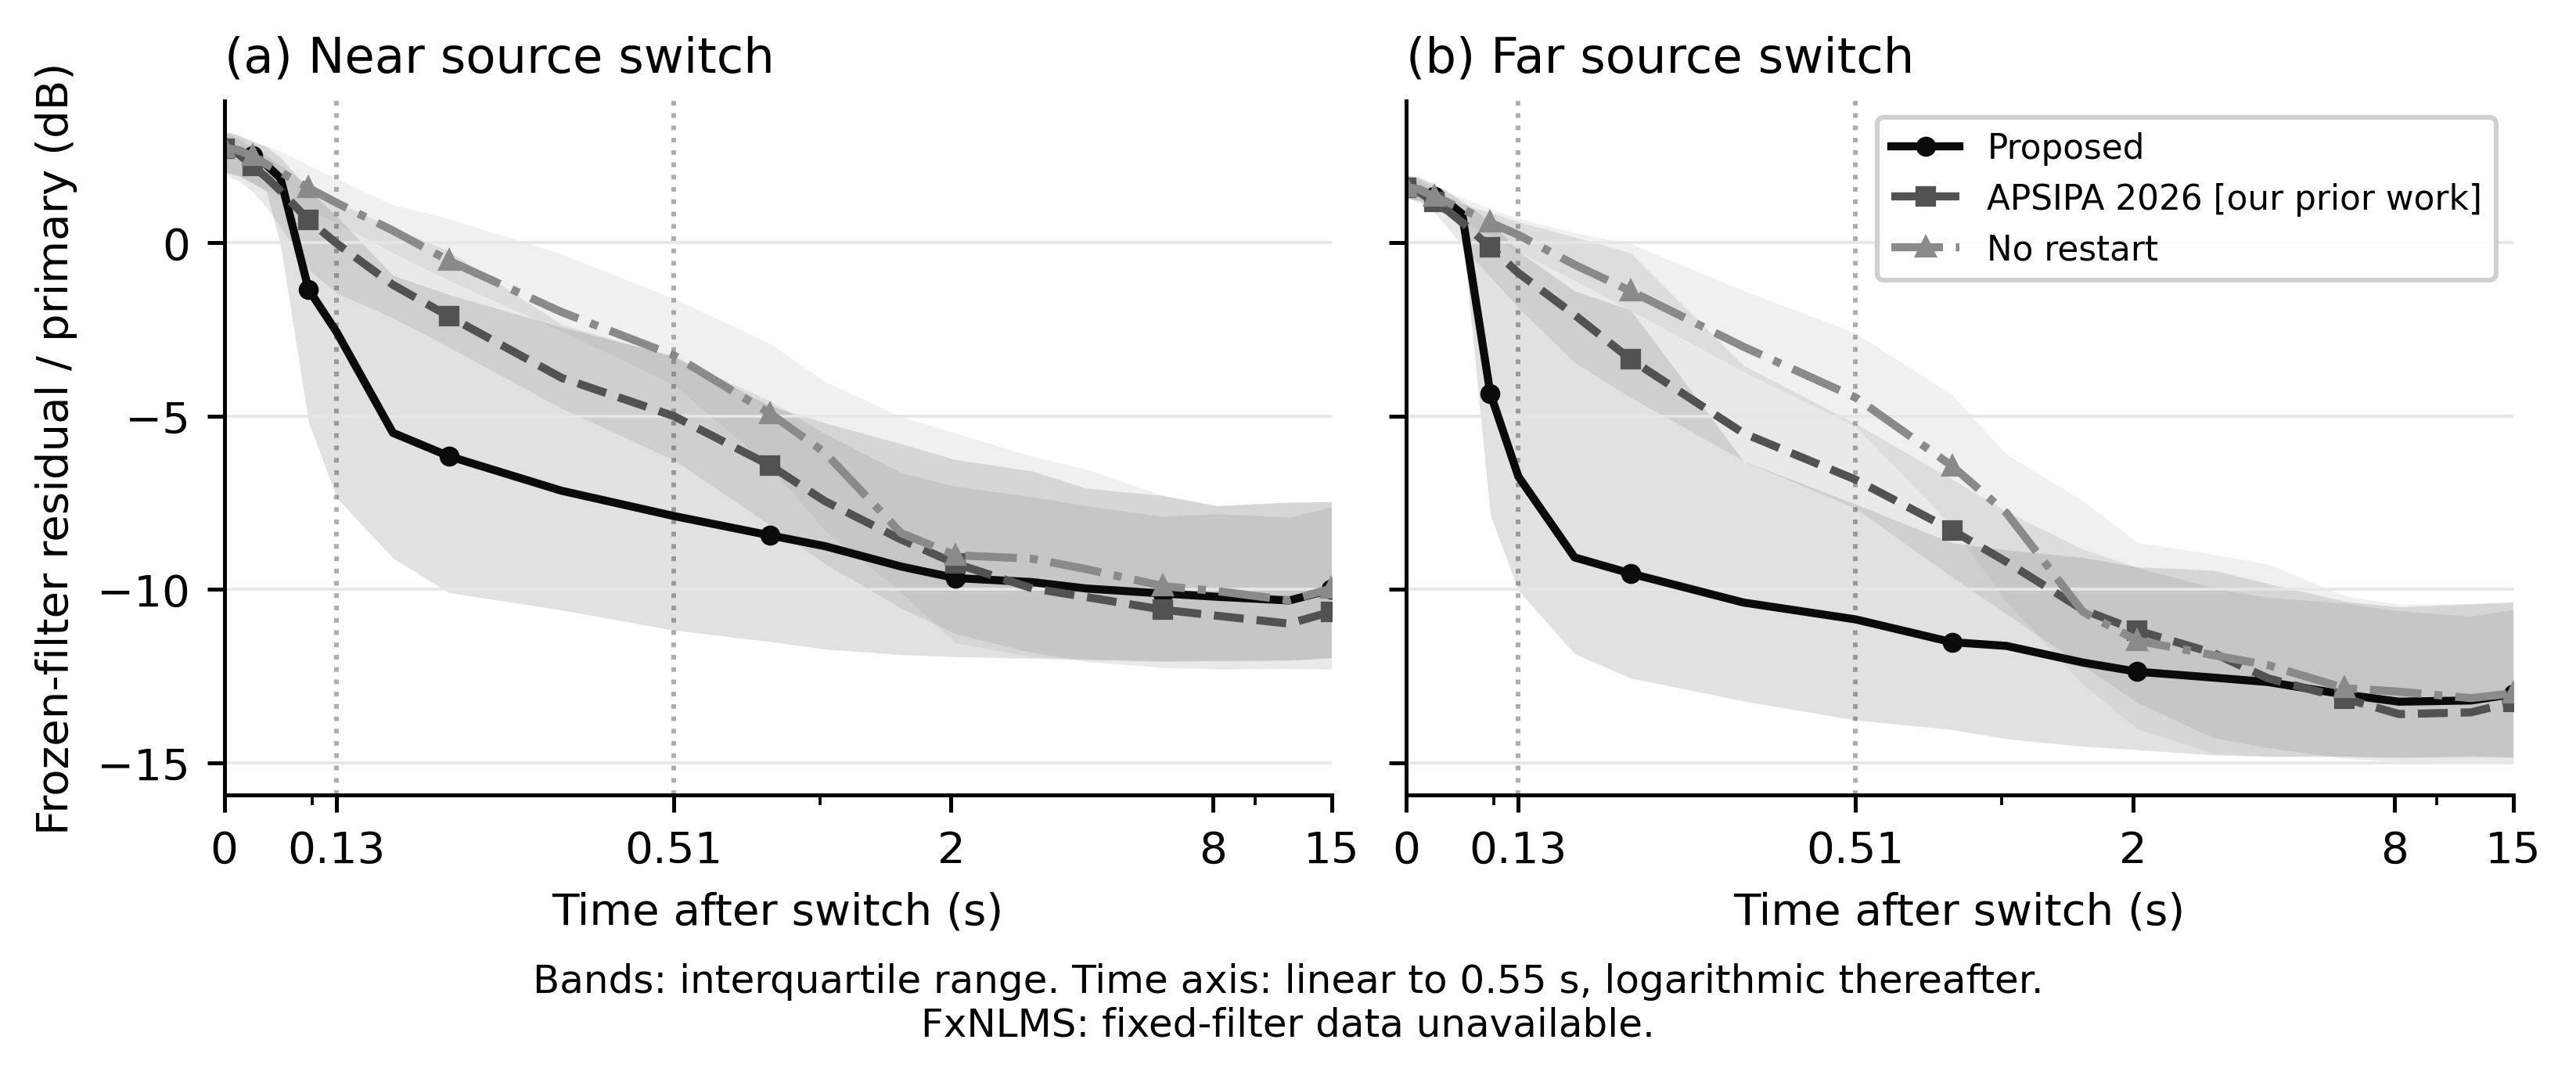 (a) Near source switch
(b) Far source switch
Frozen-filter residual / primary (dB)
0
−5
−10
−15
Proposed
APSIPA 2026 [our prior work]
No restart
0 0.13 0.51 2 8 15
0 0.13 0.51 2 8 15
Time after switch (s)
Time after switch (s)
Bands: interquartile range. Time axis: linear to 0.55 s, logarithmic thereafter.
FxNLMS: fixed-filter data unavailable.